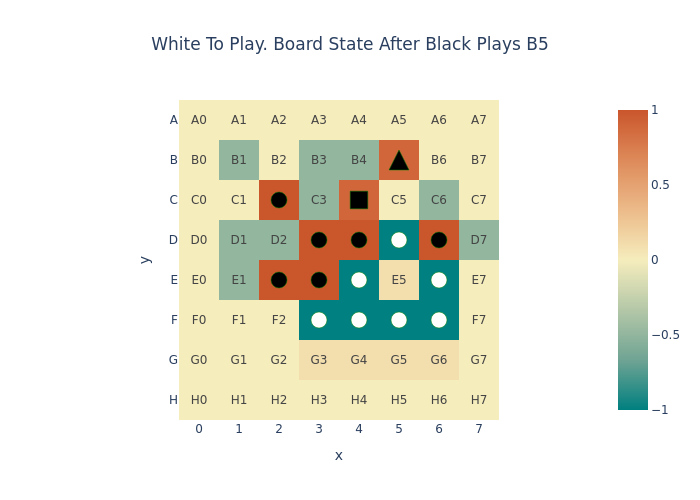 White To Play. Board State After Black Plays B5
A A0 A1 A2 A3 A4 A5 A6 A7
1
B B0 B1 B2 B3 B4 B6 B7
0.5
C C0 C1 C3 C5 C6 C7
D D0 D1 D2 D7
y
0
E E0 E1 E5 E7
F F0 F1 F2 F7
−0.5
G G0 G1 G2 G3 G4 G5 G6 G7
H H0 H1 H2 H3 H4 H5 H6 H7
−1
0 1 2 3 4 5 6 7
x